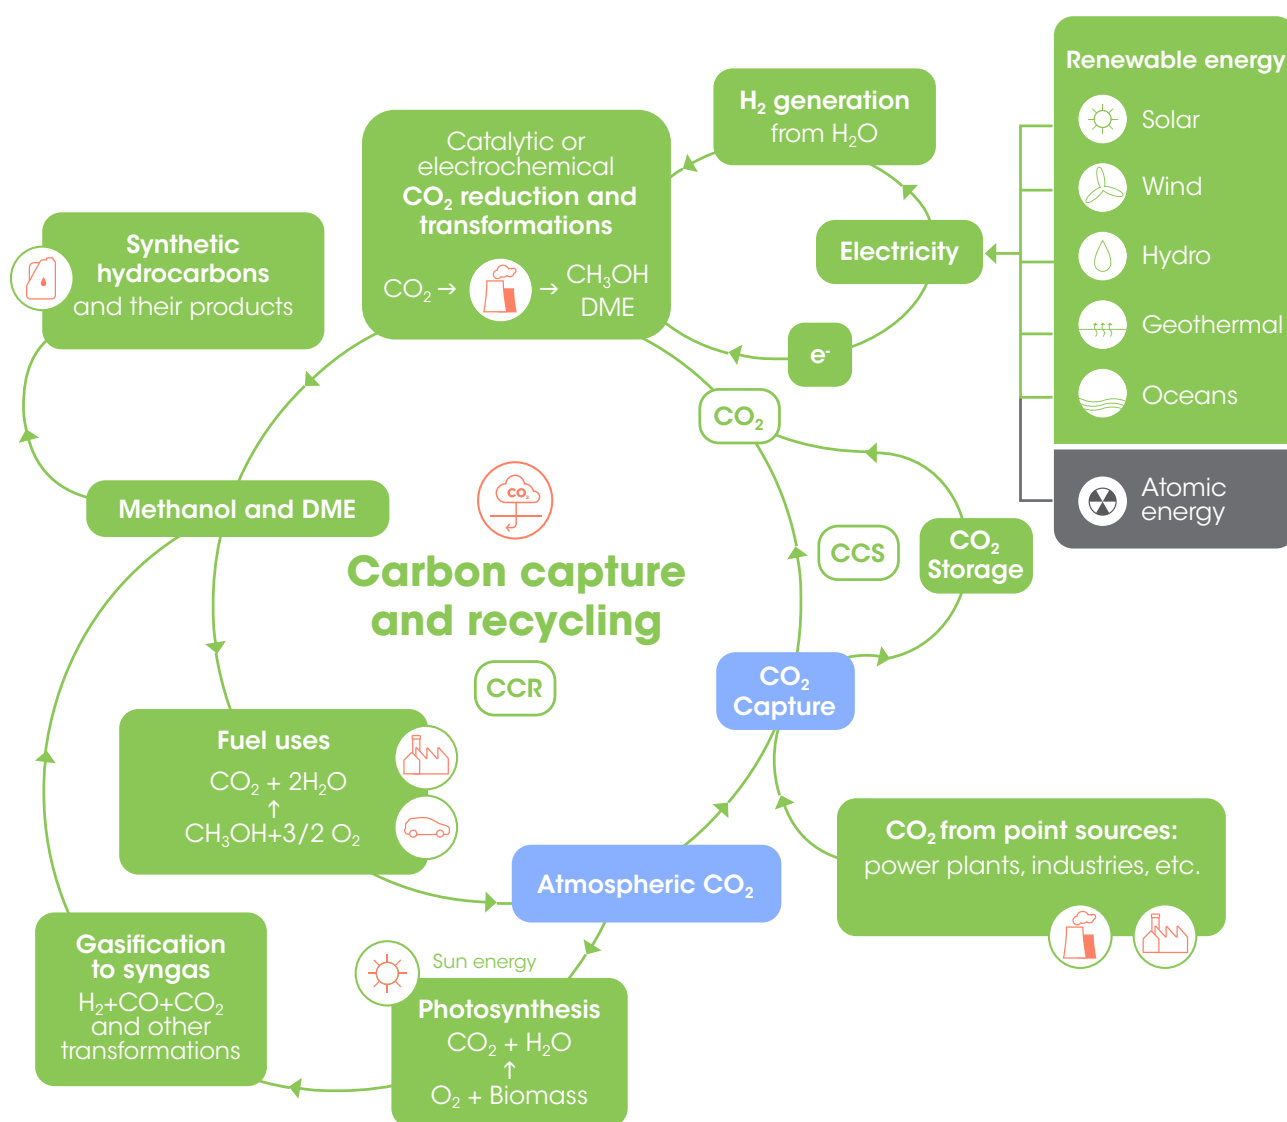 Renewable energy
Solar
Wind
Hydro
Geothermal
Oceans
Atomic
energy
H₂ generation
from H₂O
Electricity
e⁻
Catalytic or
electrochemical
CO₂ reduction and
transformations
CO₂ → → CH₃OH
DME
Synthetic
hydrocarbons
and their products
CO₂
Methanol and DME
CO₂
Carbon capture
and recycling
CCR
CCS
CO₂
Storage
CO₂
Capture
Fuel uses
CO₂ + 2H₂O
↑
CH₃OH+3/2 O₂
CO₂ from point sources:
power plants, industries, etc.
Atmospheric CO₂
Gasification
to syngas
H₂+CO+CO₂
and other
transformations
Sun energy
Photosynthesis
CO₂ + H₂O
↑
O₂ + Biomass